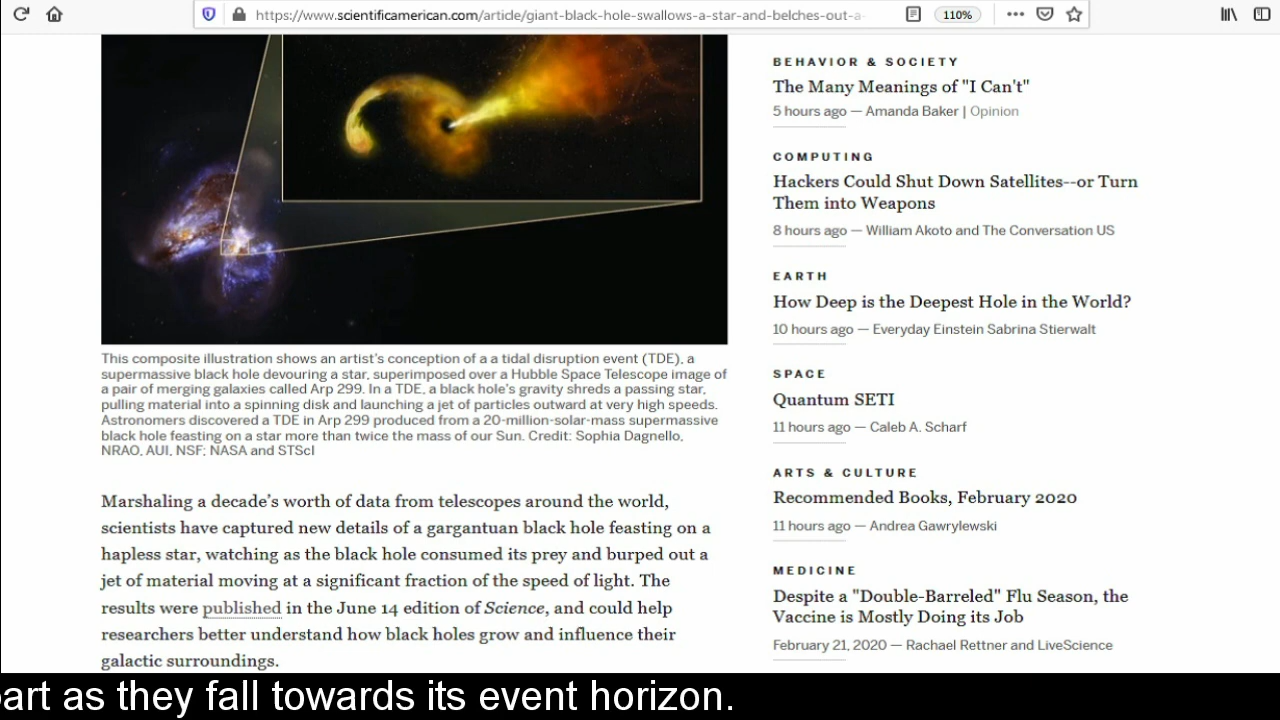 https://www.scientificamerican.com/article/giant-black-hole-swallows-a-star-and-belches-out-a-
110%
This composite illustration shows an artist's conception of a a tidal disruption event (TDE), a
supermassive black hole devouring a star, superimposed over a Hubble Space Telescope image of
a pair of merging galaxies called Arp 299. In a TDE, a black hole's gravity shreds a passing star,
pulling material into a spinning disk and launching a jet of particles outward at very high speeds.
Astronomers discovered a TDE in Arp 299 produced from a 20-million-solar-mass supermassive
black hole feasting on a star more than twice the mass of our Sun. Credit: Sophia Dagnello,
NRAO, AUI, NSF; NASA and STScI
Marshaling a decade's worth of data from telescopes around the world,
scientists have captured new details of a gargantuan black hole feasting on a
hapless star, watching as the black hole consumed its prey and burped out a
jet of material moving at a significant fraction of the speed of light. The
results were published in the June 14 edition of Science, and could help
researchers better understand how black holes grow and influence their
galactic surroundings.
BEHAVIOR & SOCIETY
The Many Meanings of "I Can't"
5 hours ago — Amanda Baker | Opinion
COMPUTING
Hackers Could Shut Down Satellites--or Turn
Them into Weapons
8 hours ago — William Akoto and The Conversation US
EARTH
How Deep is the Deepest Hole in the World?
10 hours ago — Everyday Einstein Sabrina Stierwalt
SPACE
Quantum SETI
11 hours ago — Caleb A. Scharf
ARTS & CULTURE
Recommended Books, February 2020
11 hours ago — Andrea Gawrylewski
MEDICINE
Despite a "Double-Barreled" Flu Season, the
Vaccine is Mostly Doing its Job
February 21, 2020 — Rachael Rettner and LiveScience
part as they fall towards its event horizon.